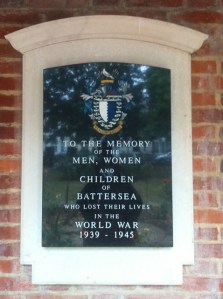 TO THE MEMORY
OF THE
MEN, WOMEN
AND
CHILDREN
OF
BATTERSEA
WHO LOST THEIR LIVES
IN THE
WORLD WAR
1939 - 1945